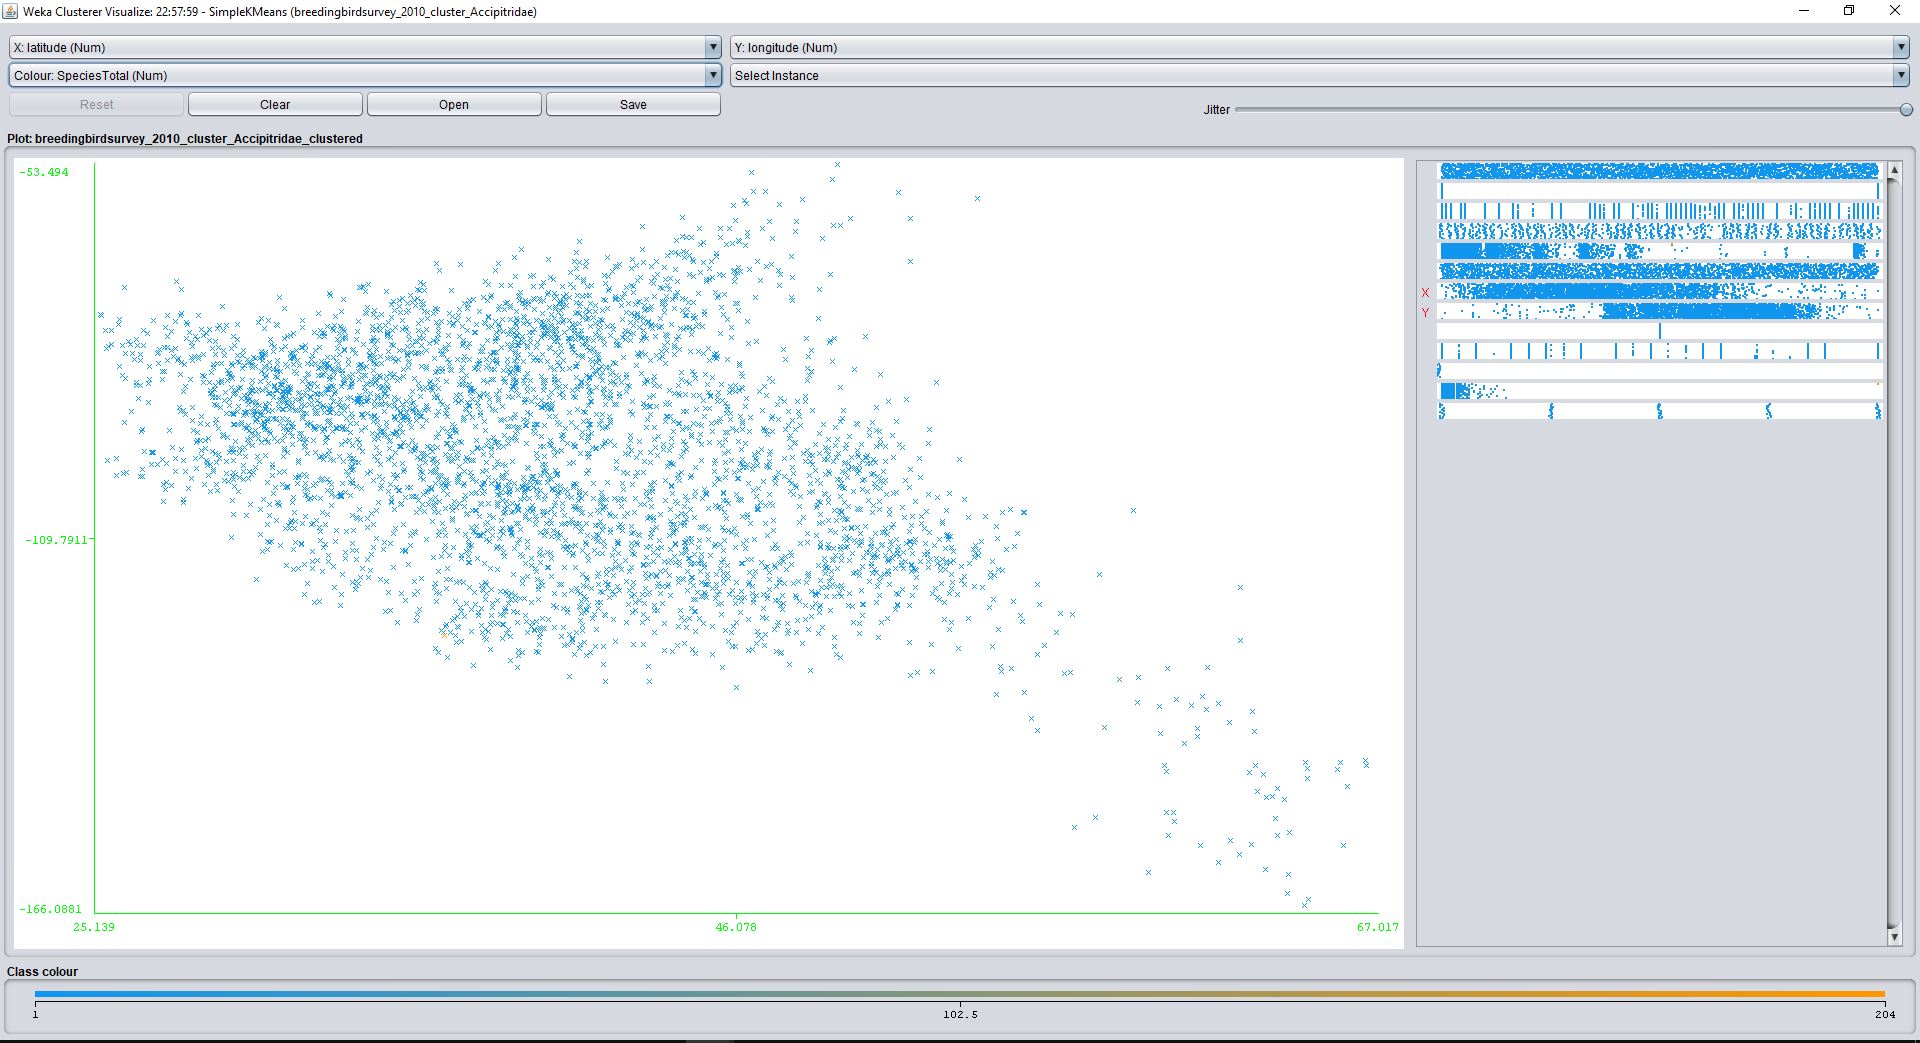 Weka Clusterer Visualize: 22:57:59 - SimpleKMeans (breedingbirdsurvey_2010_cluster_Accipitridae)
X: latitude (Num)
Y: longitude (Num)
Colour: SpeciesTotal (Num)
Select Instance
Reset
Clear
Open
Save
Jitter
Plot: breedingbirdsurvey_2010_cluster_Accipitridae_clustered
-53.494
X
Y
-109.7911
-166.0881
25.139
46.078
67.017
Class colour
1
102.5
204